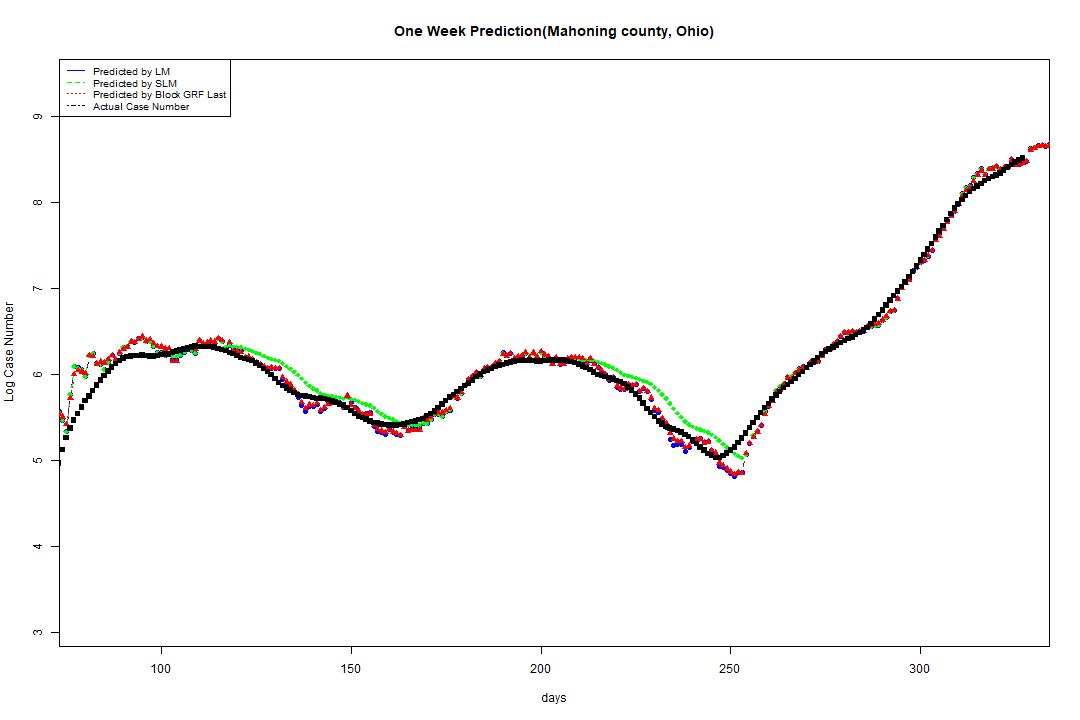 One Week Prediction(Mahoning county, Ohio)
Predicted by LM
Predicted by SLM
Predicted by Block GRF Last
Actual Case Number
Log Case Number
9
8
7
6
5
4
3
100 150 200 250 300
days